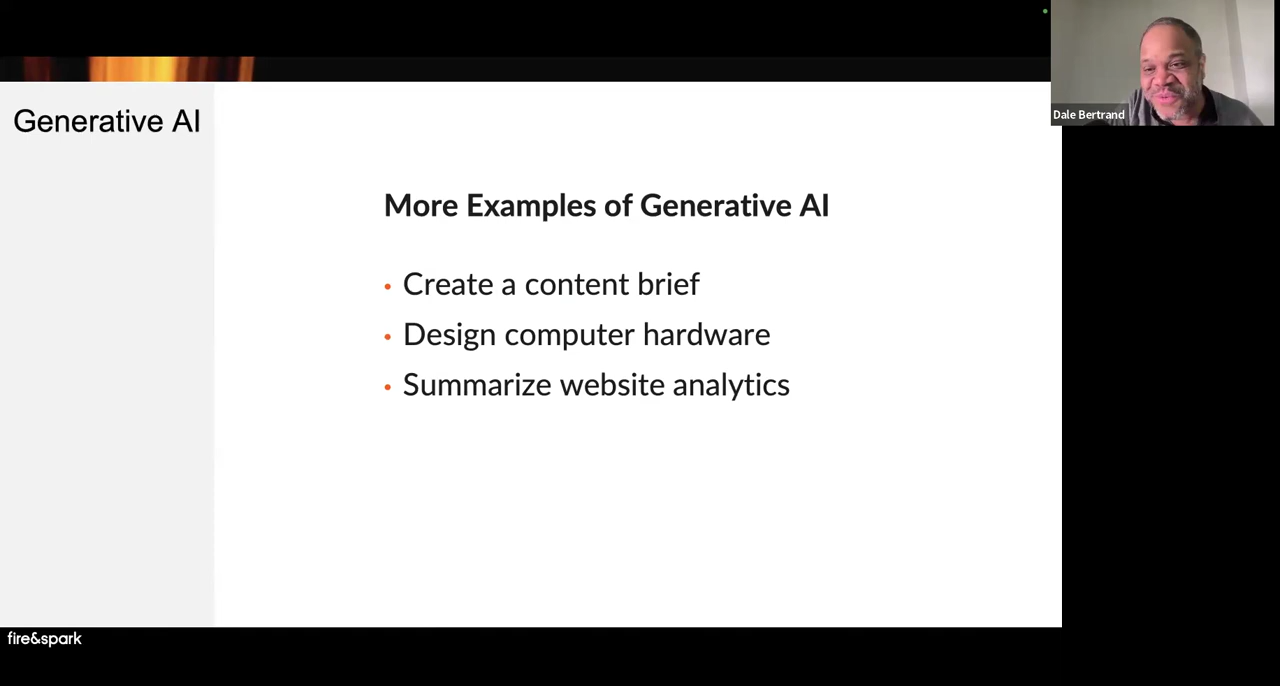 Dale Bertrand
Generative AI
More Examples of Generative AI
• Create a content brief
• Design computer hardware
• Summarize website analytics
fire&spark